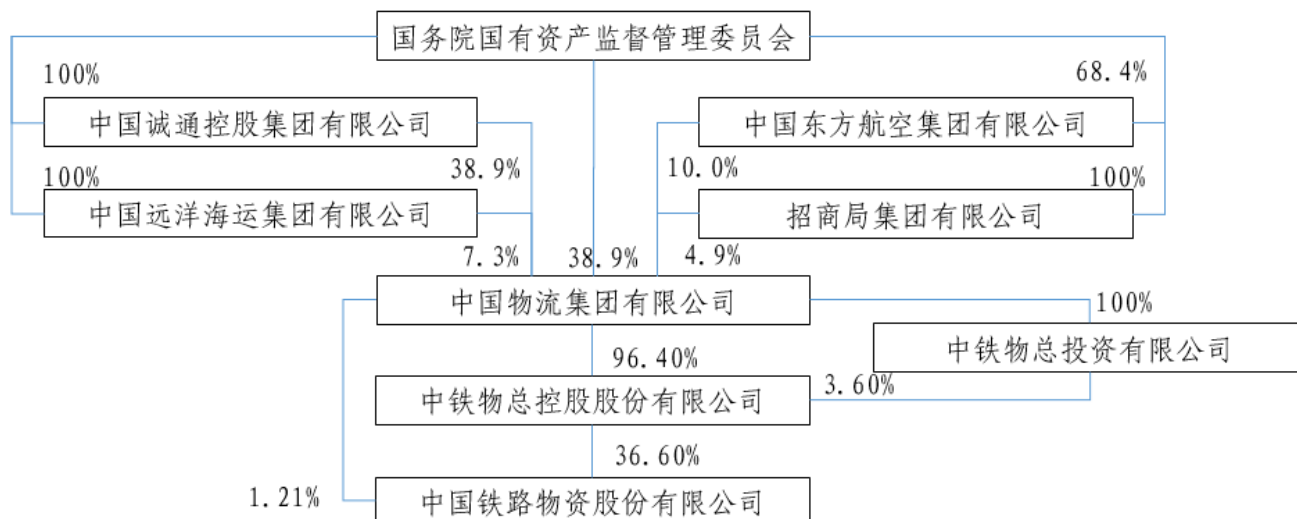 国务院国有资产监督管理委员会
100%
68.4%
中国诚通控股集团有限公司
中国东方航空集团有限公司
38.9%
10.0%
100%
100%
中国远洋海运集团有限公司
招商局集团有限公司
7.3%
38.9%
4.9%
中国物流集团有限公司
100%
中铁物总投资有限公司
96.40%
3.60%
中铁物总控股股份有限公司
36.60%
1.21%
中国铁路物资股份有限公司